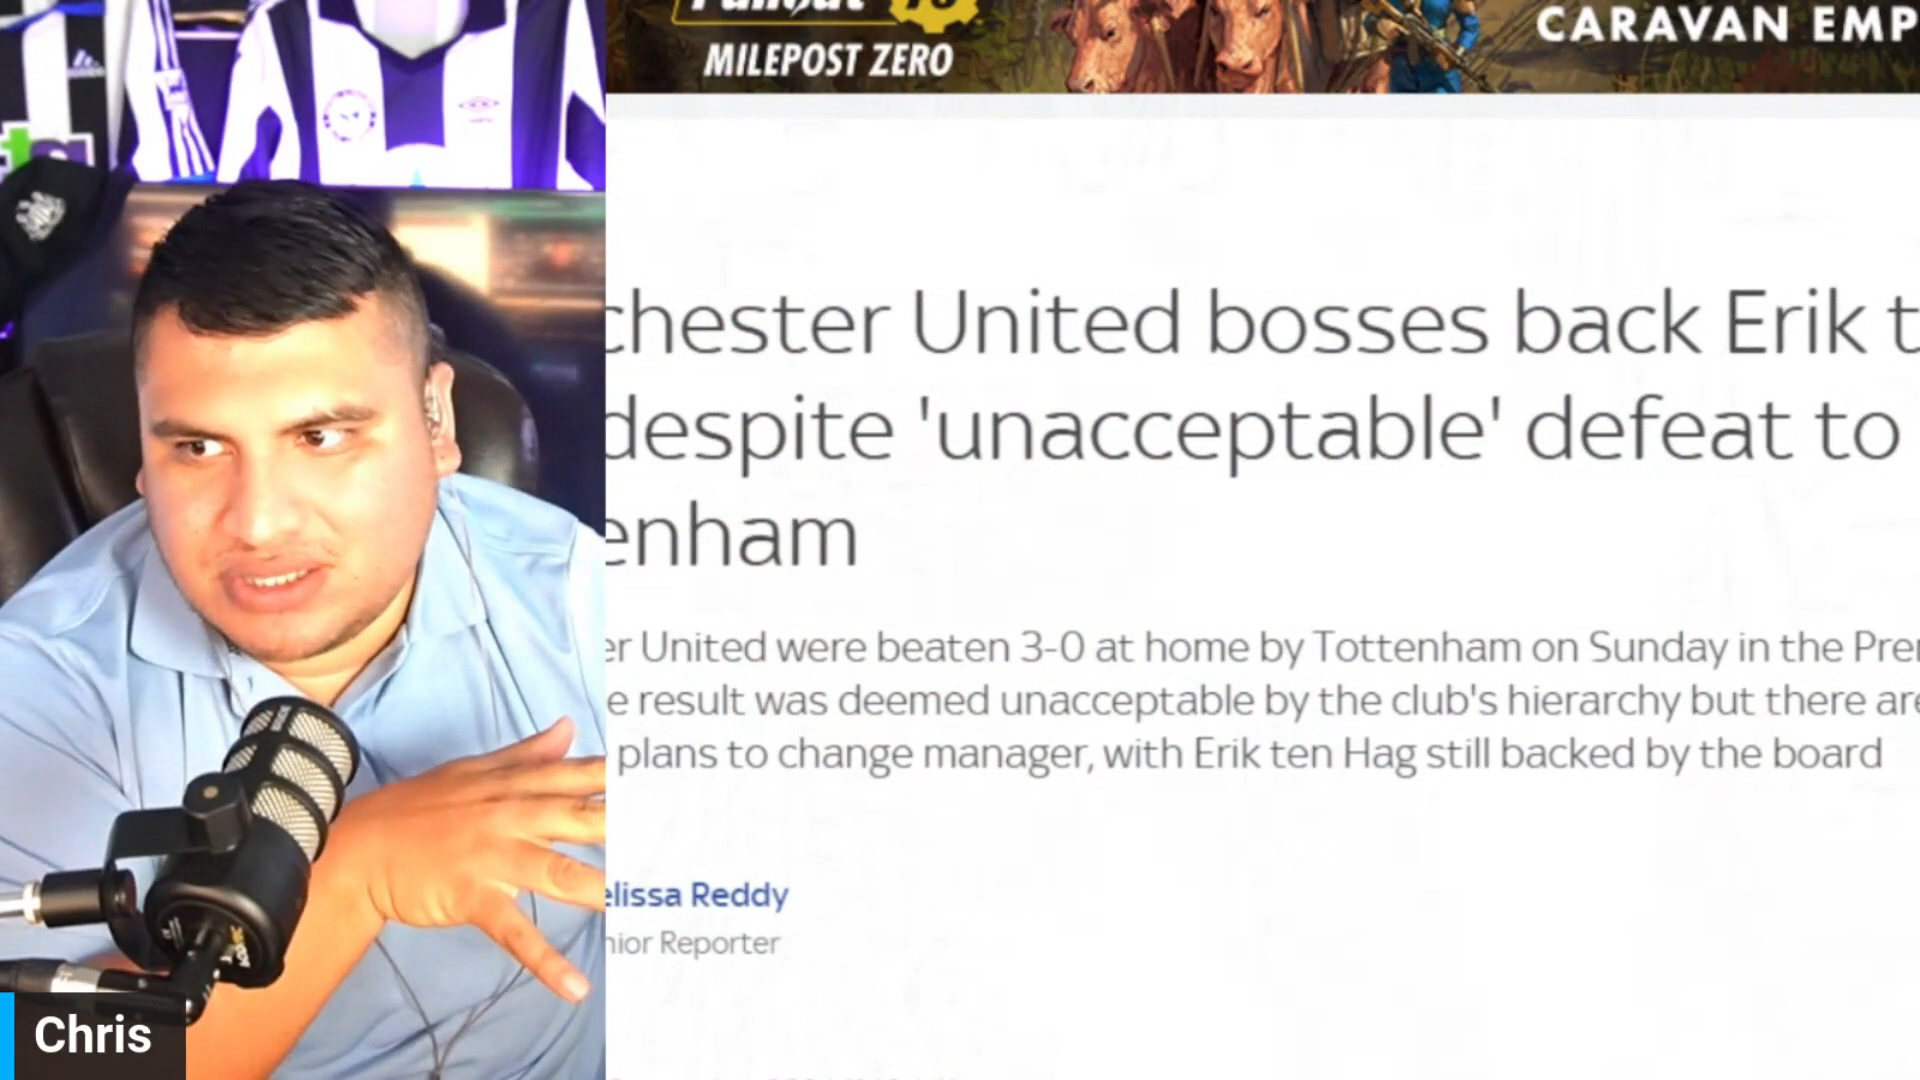 MILEPOST ZERO
CARAVAN EMP
chester United bosses back Erik t
despite 'unacceptable' defeat to
enham
er United were beaten 3-0 at home by Tottenham on Sunday in the Prer
e result was deemed unacceptable by the club's hierarchy but there are
plans to change manager, with Erik ten Hag still backed by the board
elissa Reddy
nior Reporter
Chris